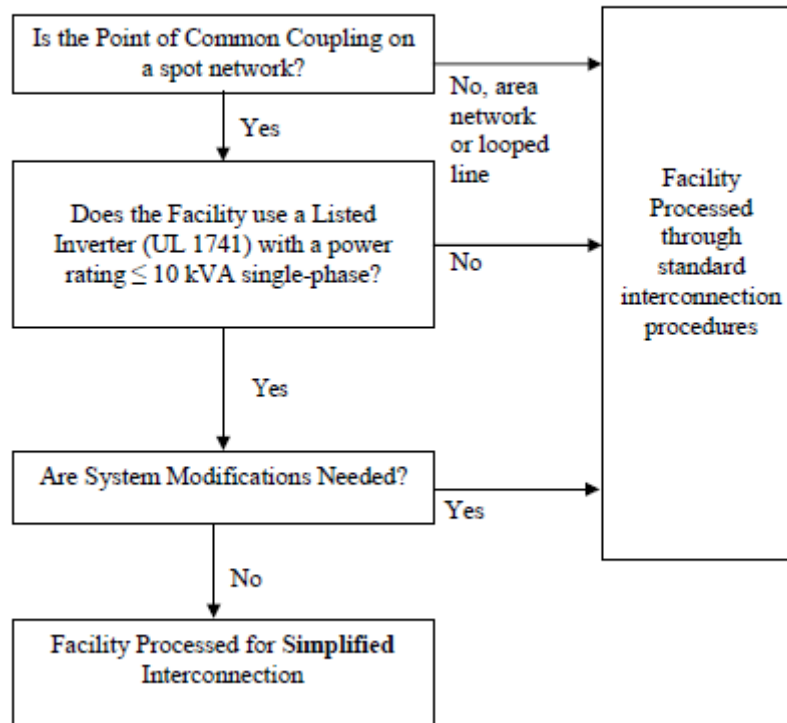 Is the Point of Common Coupling on
a spot network?
No, area
network
or looped
line
Yes
Does the Facility use a Listed
Inverter (UL 1741) with a power
rating ≤ 10 kVA single-phase?
No
Facility
Processed
through
standard
interconnection
procedures
Yes
Are System Modifications Needed?
Yes
No
Facility Processed for Simplified
Interconnection